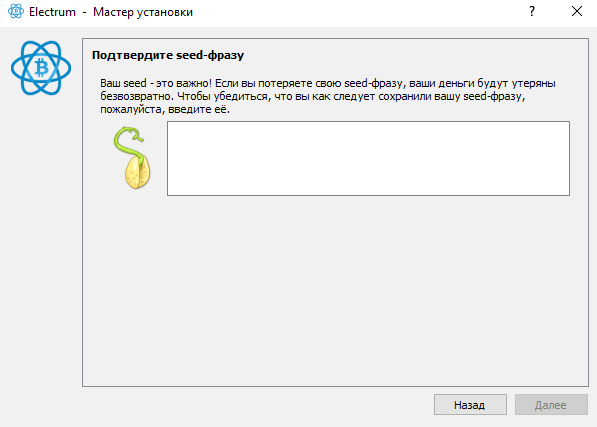 Electrum - Мастер установки
?
Подтвердите seed-фразу
Ваш seed - это важно! Если вы потеряете свою seed-фразу, ваши деньги будут утеряны
безвозвратно. Чтобы убедиться, что вы как следует сохранили вашу seed-фразу,
пожалуйста, введите её.
Назад
Далее